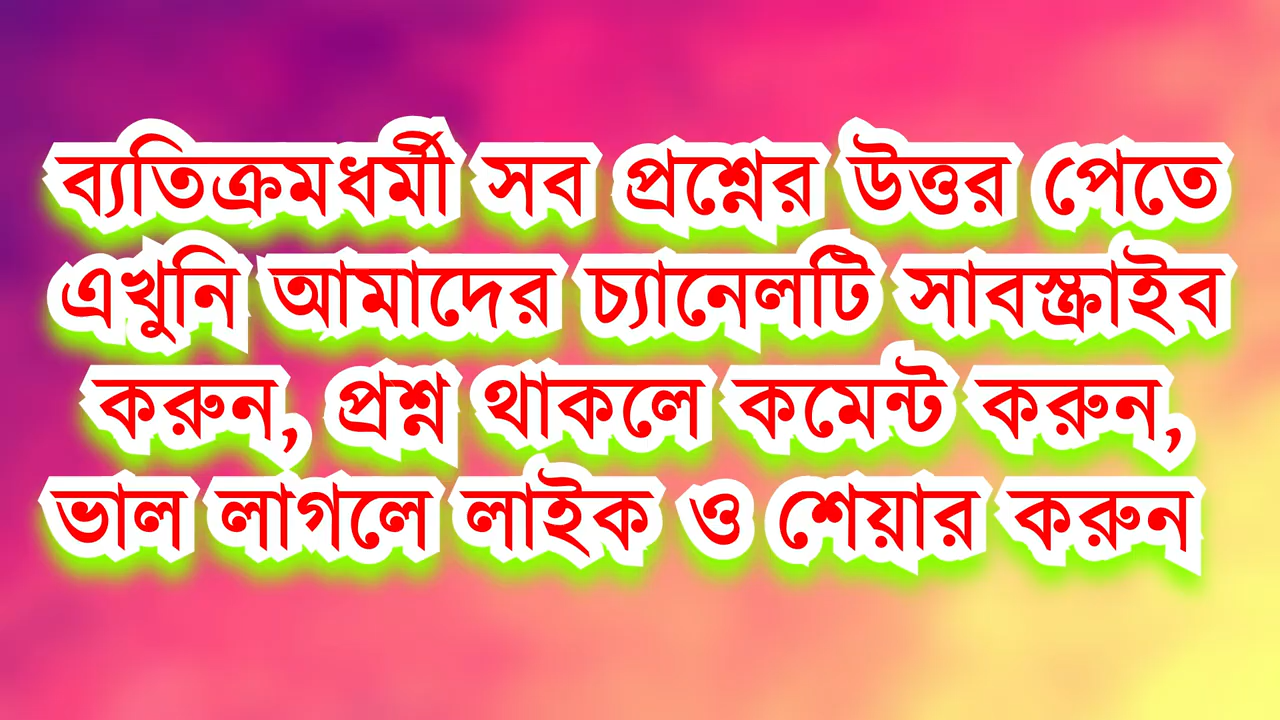 ব্যতিক্রমধর্মী সব প্রশ্নের উত্তর পেতে
এখুনি আমাদের চ্যানেলটি সাবস্ক্রাইব
করুন, প্রশ্ন থাকলে কমেন্ট করুন,
ভাল লাগলে লাইক ও শেয়ার করুন